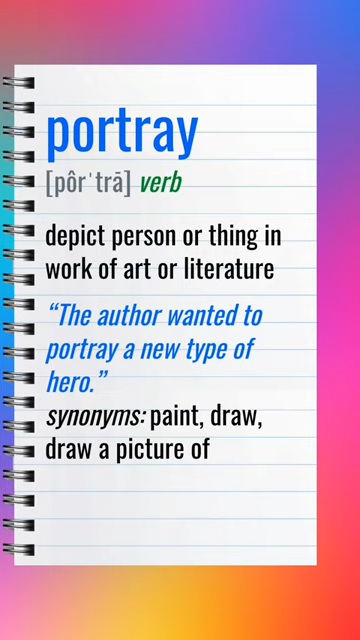 portray
[pôrˈtrā] verb
depict person or thing in
work of art or literature
“The author wanted to
portray a new type of
hero.”
synonyms: paint, draw,
draw a picture of